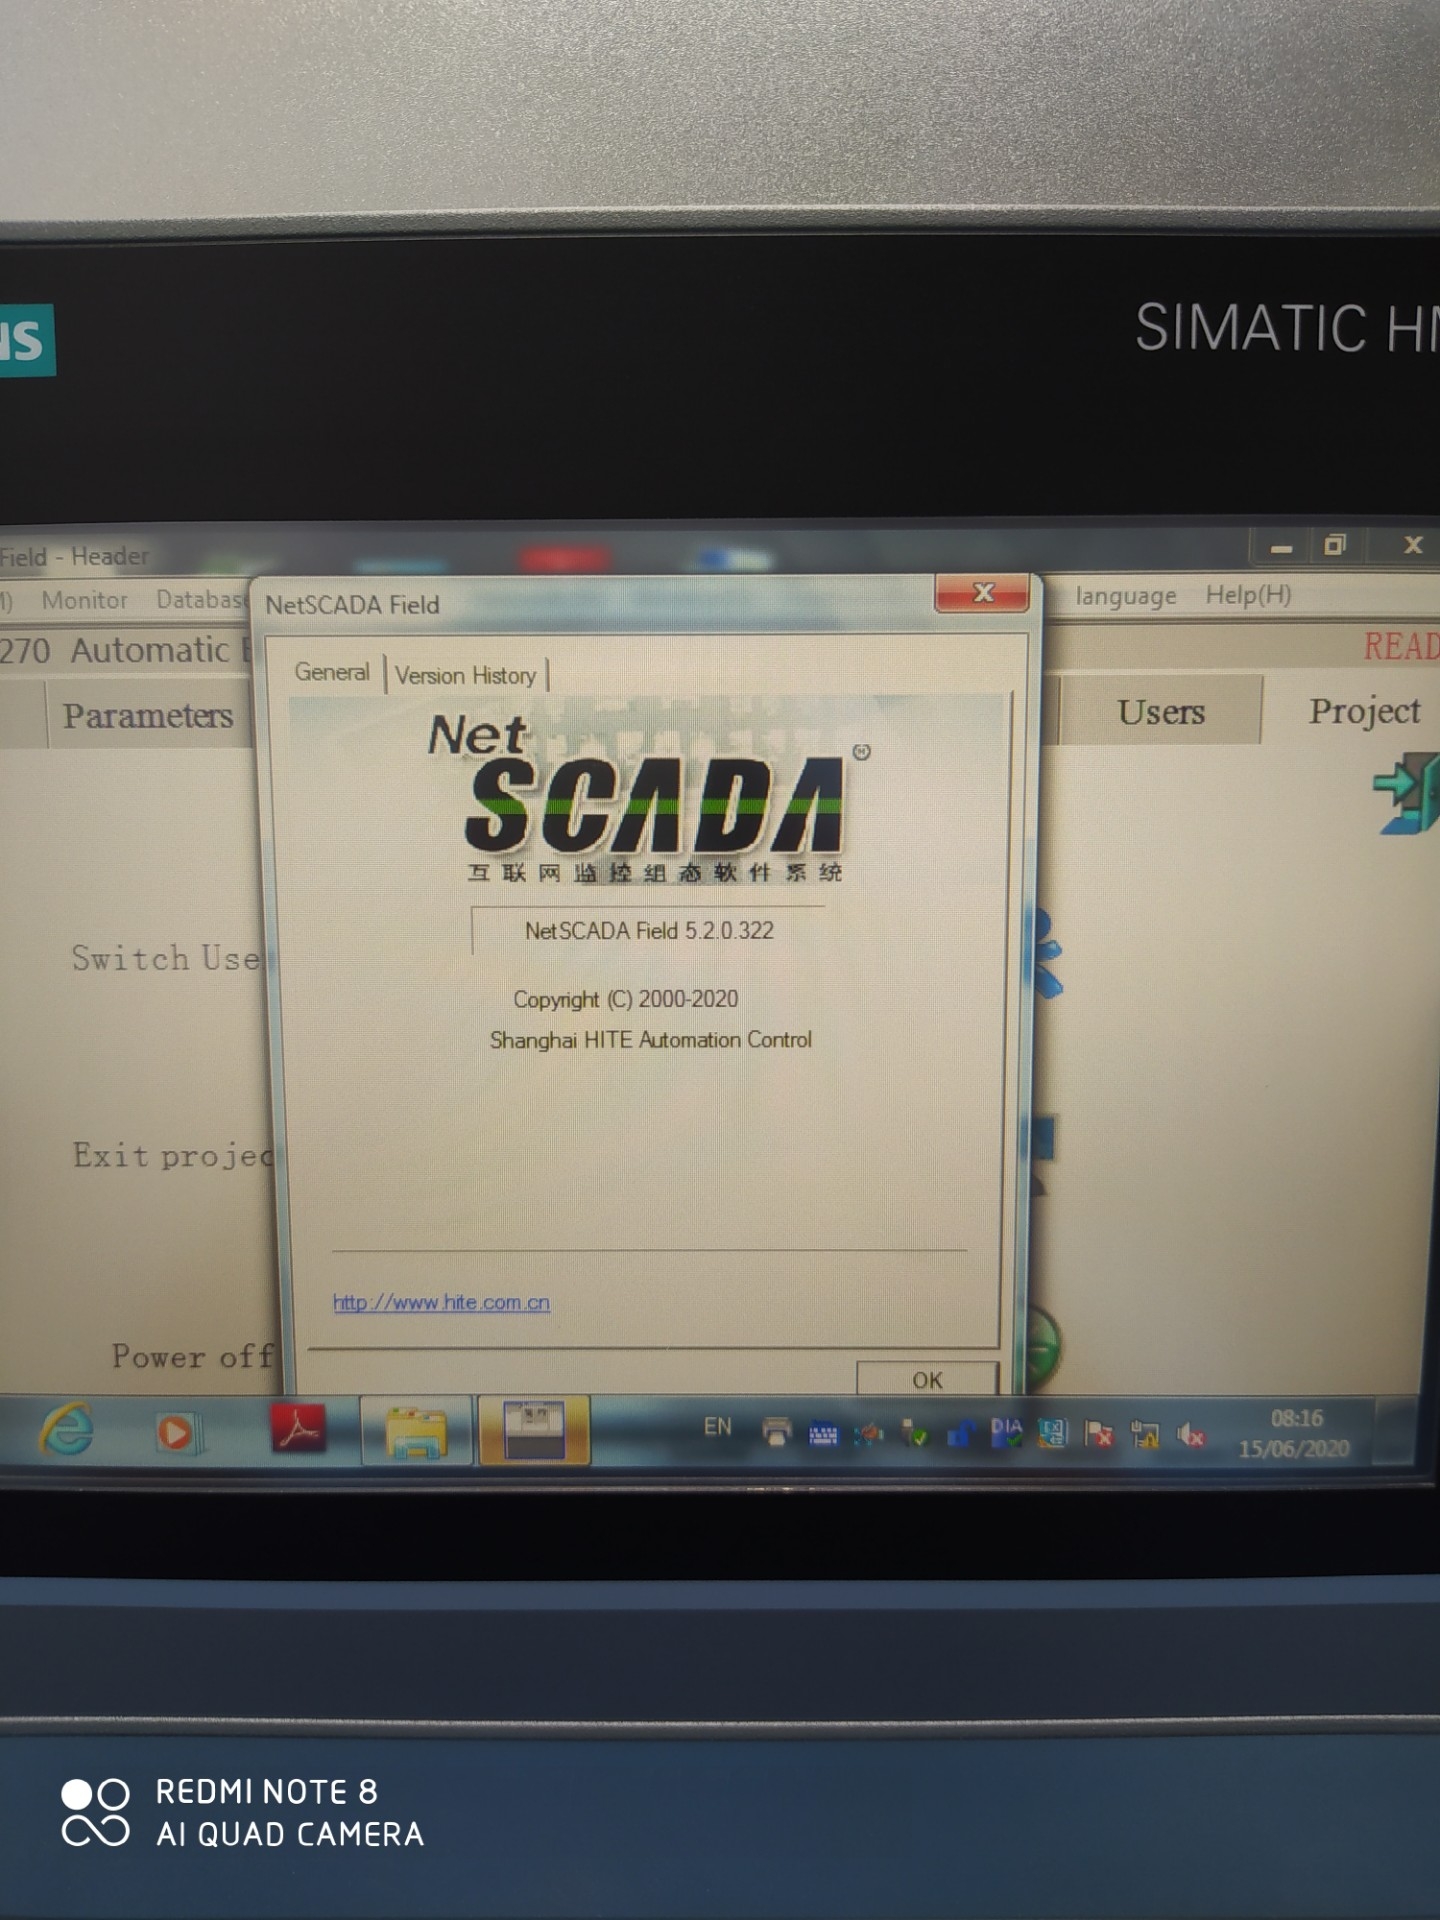 NS
SIMATIC
Field - Header
Monitor
language
Help(H)
270 Automatic
READ
Parameters
Users
Project
NetSCADA Field
General
Version History
Net
SCADA
互联网监控组态软件系统
NetSCADA Field 5.2.0.322
Copyright (C) 2000-2020
Shanghai HITE Automation Control
Switch Use
Exit projec
Power off
http://www.hite.com.cn
OK
EN
DIA
08:16
15/06/2020
REDMI NOTE 8
AI QUAD CAMERA